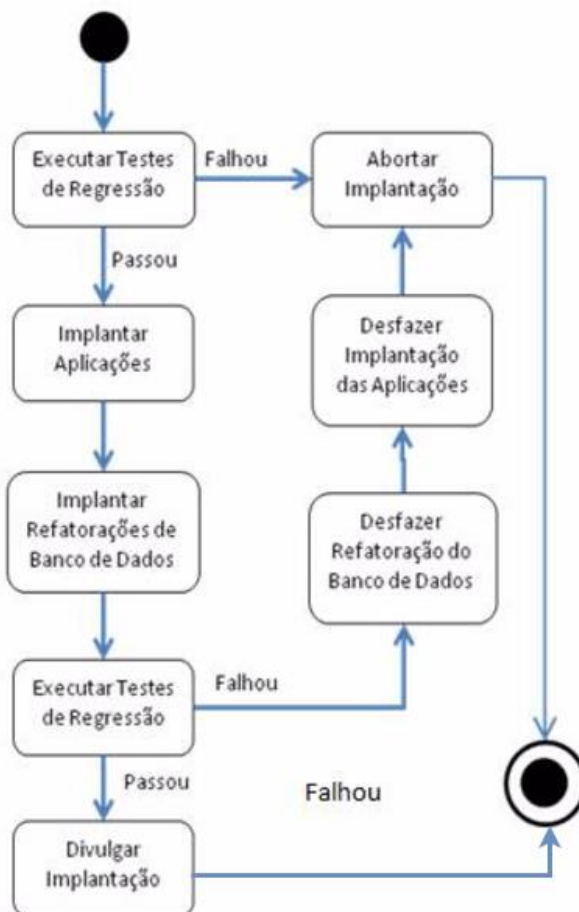 Executar Testes
de Regressão
Falhou
Abortar
Implantação
Passou
Implantar
Aplicações
Desfazer
Implantação
das Aplicações
Implantar
Refatorações de
Banco de Dados
Desfazer
Refatoração do
Banco de Dados
Executar Testes
de Regressão
Falhou
Passou
Falhou
Divulgar
Implantação